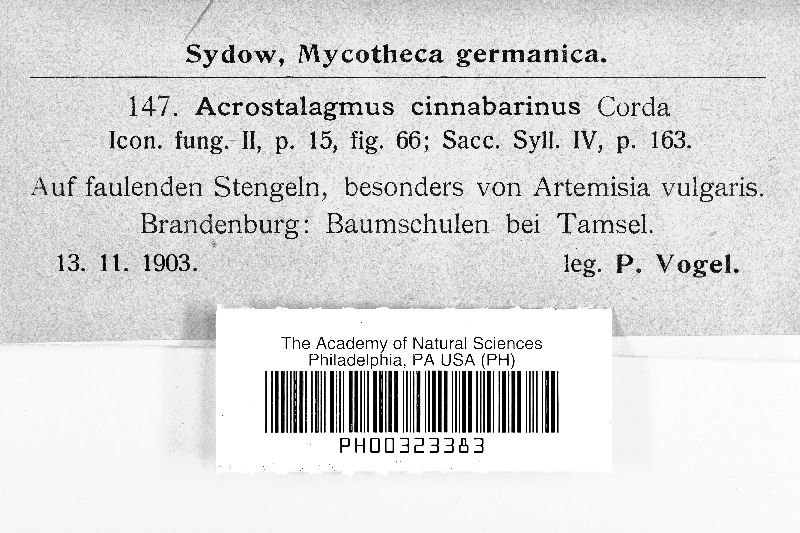 Sydow, Mycotheca germanica.
147. Acrostalagmus cinnabarinus Corda
Icon. fung. II, p. 15, fig. 66; Sacc. Syll. IV, p. 163.
Auf faulenden Stengeln, besonders von Artemisia vulgaris.
Brandenburg: Baumschulen bei Tamsel.
13. 11. 1903. leg. P. Vogel.
The Academy of Natural Sciences
Philadelphia, PA USA (PH)
PH00323383